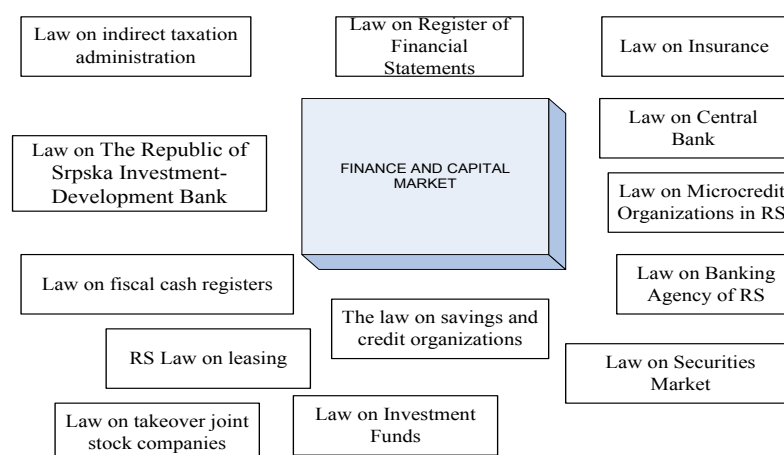 Law on indirect taxation
administration
Law on Register of
Financial
Statements
Law on Insurance
Law on Central
Bank
Law on The Republic of
Srpska Investment-
Development Bank
FINANCE AND CAPITAL
MARKET
Law on Microcredit
Organizations in RS
Law on fiscal cash registers
Law on Banking
Agency of RS
The law on savings and
credit organizations
RS Law on leasing
Law on Securities
Market
Law on takeover joint
stock companies
Law on Investment
Funds